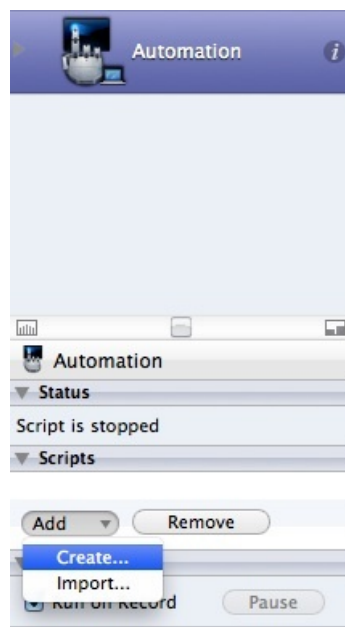 Automation
Automation
Status
Script is stopped
Scripts
Add Remove
Create...
Import...
Run on Record Pause